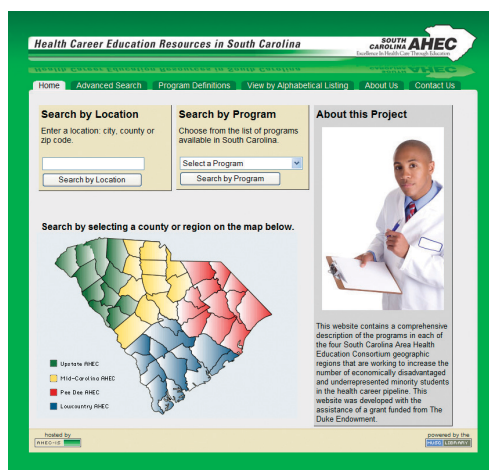 Health Career Education Resources in South Carolina
SOUTH
CAROLINA AHEC
Excellence In Health Care Through Education
Home
Advanced Search
Program Definitions
View by Alphabetical Listing
About Us
Contact Us
Search by Location
Enter a location: city, county or
zip code.
Search by Location
Search by Program
Choose from the list of programs
available in South Carolina.
Select a Program
Search by Program
Search by selecting a county or region on the map below.
Upstate AHEC
Mid-Carolina AHEC
Pee Dee AHEC
Lowcountry AHEC
About this Project
This website contains a comprehensive
description of the programs in each of
the four South Carolina Area Health
Education Consortium geographic
regions that are working to increase the
number of economically disadvantaged
and underrepresented minority students
in the health career pipeline. This
website was developed with the
assistance of a grant funded from The
Duke Endowment.
hosted by
AHEC-IS
powered by the
MUSC LIBRARY